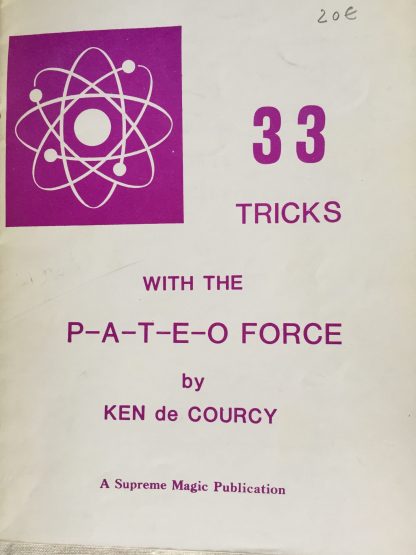 20€
33
TRICKS
WITH THE
P–A–T–E–O FORCE
by
KEN de COURCY
A Supreme Magic Publication